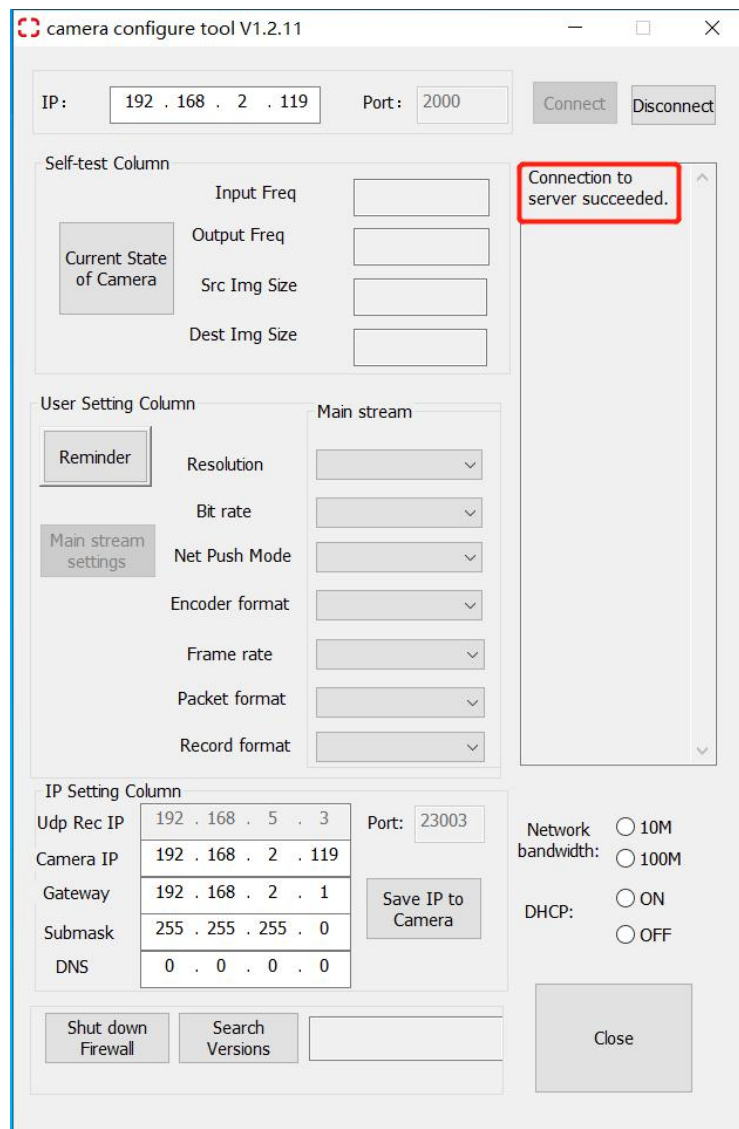 camera configure tool V1.2.11
IP: 192 . 168 . 2 . 119 Port: 2000 Connect Disconnect
Self-test Column
Input Freq
Output Freq
Current State
of Camera
Src Img Size
Dest Img Size
Connection to
server succeeded.
User Setting Column
Main stream
Reminder
Resolution
Bit rate
Main stream
settings
Net Push Mode
Encoder format
Frame rate
Packet format
Record format
IP Setting Column
Udp Rec IP 192 . 168 . 5 . 3 Port: 23003
Camera IP 192 . 168 . 2 . 119
Gateway 192 . 168 . 2 . 1
Submask 255 . 255 . 255 . 0
DNS 0 . 0 . 0 . 0
Save IP to
Camera
Network
bandwidth:
10M
100M
DHCP:
ON
OFF
Shut down
Firewall
Search
Versions
Close